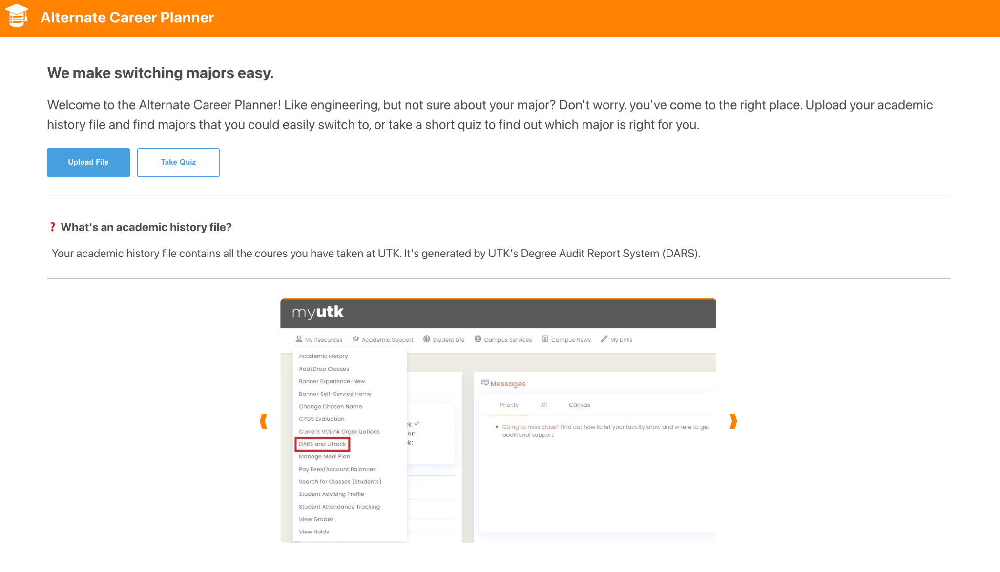 Alternate Career Planner
We make switching majors easy.
Welcome to the Alternate Career Planner! Like engineering, but not sure about your major? Don't worry, you've come to the right place. Upload your academic
history file and find majors that you could easily switch to, or take a short quiz to find out which major is right for you.
Upload File
Take Quiz
❓ What's an academic history file?
Your academic history file contains all the coures you have taken at UTK. It's generated by UTK's Degree Audit Report System (DARS).
myutk
My Resources
Academic Support
Student Life
Campus Services
Campus News
My Links
Academic History
Add/Drop Classes
Banner Experience-New
Banner Self-Service Home
Change Chosen Name
CPOS Evaluation
Current VOLink Organizations
DARS and uTrack
Manage Meal Plan
Pay Fees/Account Balances
Search for Classes (Students)
Student Advising Profile
Student Attendance Tracking
View Grades
View Holds
Messages
Priority
All
Canvas
• Going to miss class? Find out how to let your faculty know and where to get
additional support.